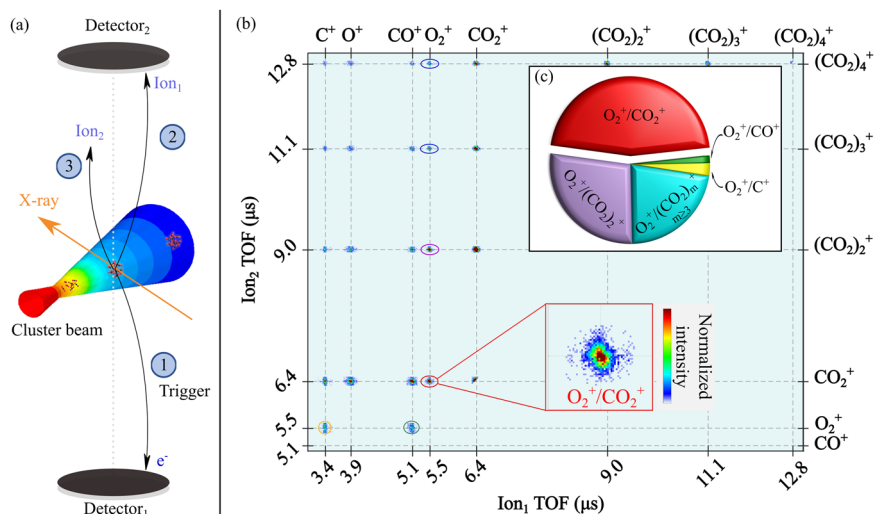 (a)
Detector₂
Ion₁
Ion₂
2
3
X-ray
Cluster beam
1
Trigger
e⁻
Detector₁
(b)
C⁺ O⁺ CO⁺ O₂⁺ CO₂⁺ (CO₂)₂⁺ (CO₂)₃⁺ (CO₂)₄⁺
12.8 (CO₂)₄⁺
11.1 (CO₂)₃⁺
9.0 (CO₂)₂⁺
6.4 CO₂⁺
5.5 O₂⁺
5.1 CO⁺
Ion₂ TOF (μs)
(c)
O₂⁺/CO₂⁺
O₂⁺/CO⁺
O₂⁺/C⁺
O₂⁺/(CO₂)₂⁺
O₂⁺/(CO₂)ₘ⁺
m≥3
O₂⁺/CO₂⁺
Normalized
intensity
3.4 3.9 5.1 5.5 6.4 9.0 11.1 12.8
Ion₁ TOF (μs)